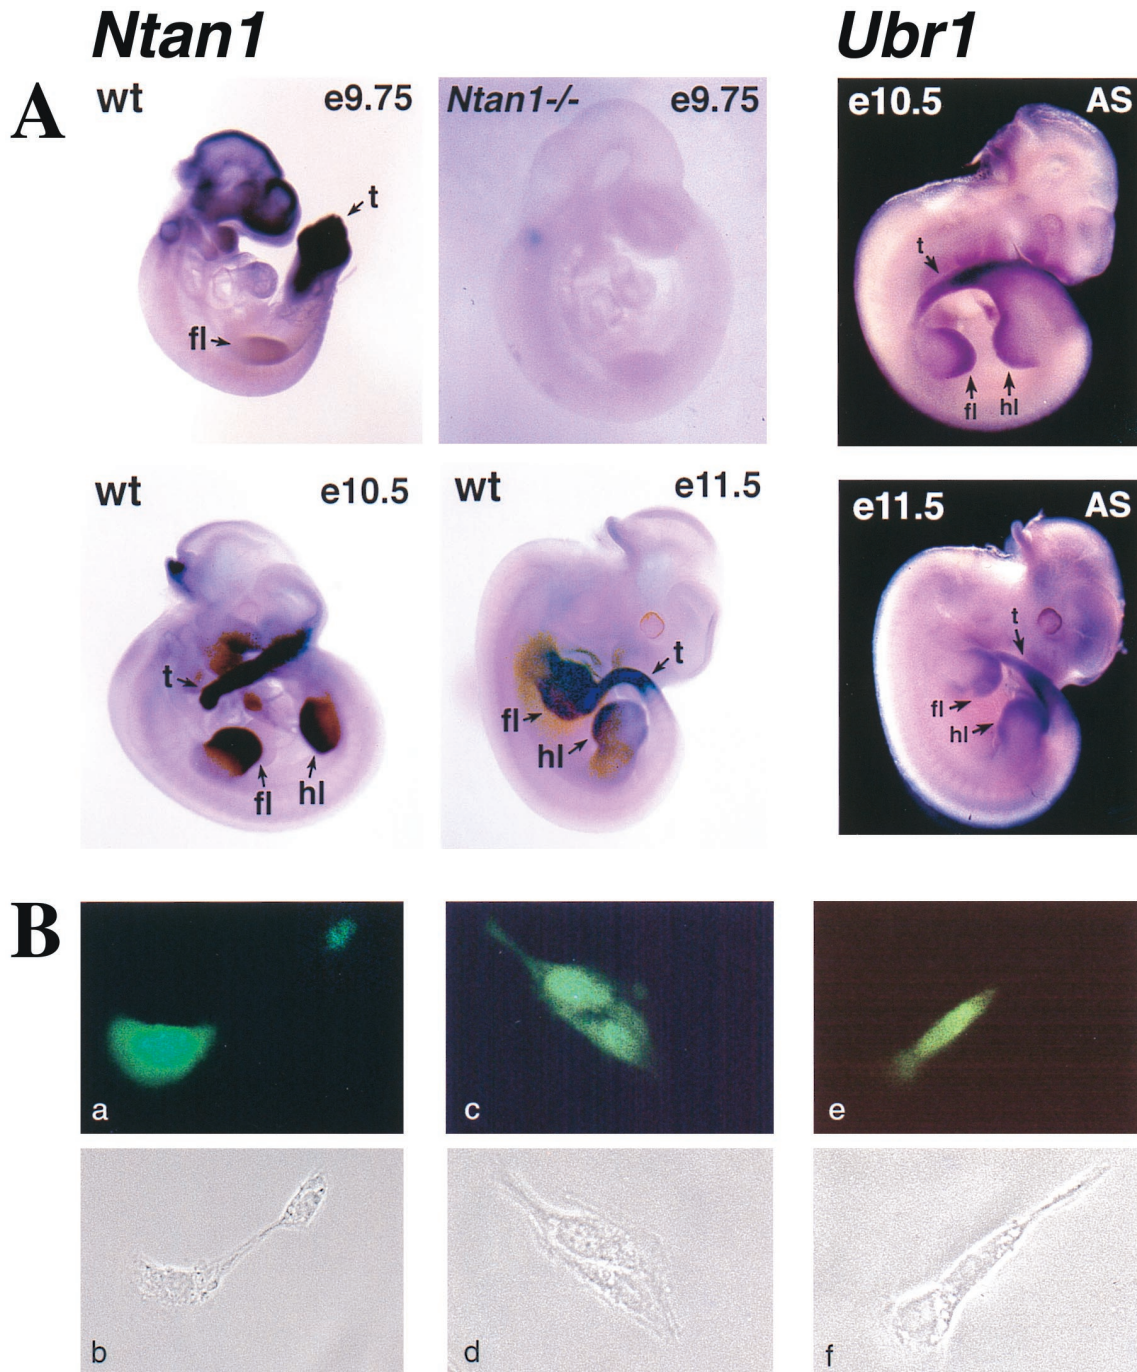 Ntan1
Ubr1
A
wt e9.75
t
fl
Ntan1-/- e9.75
e10.5 AS
t
fl hl
wt e10.5
t
fl hl
wt e11.5
t
fl
hl
e11.5 AS
t
fl
hl
B
a
c
e
b
d
f